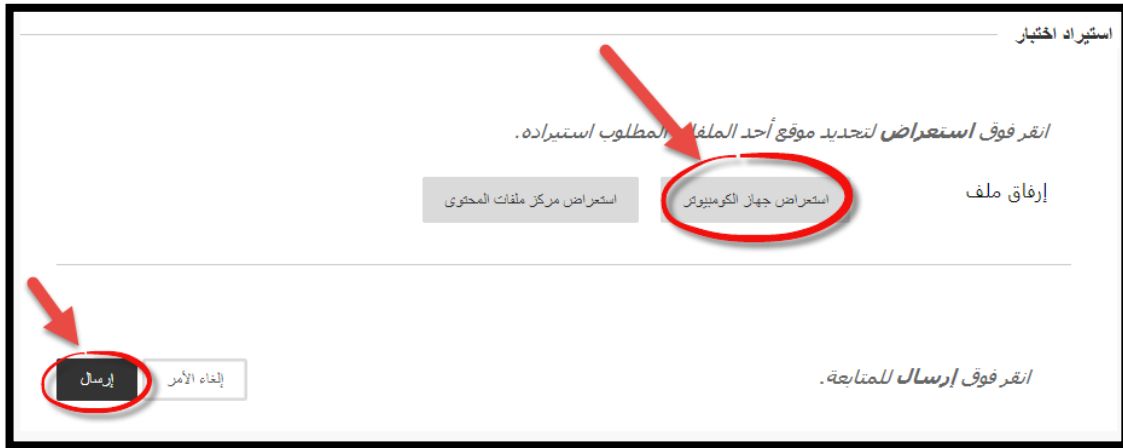 استيراد اختبار
انقر فوق استعراض لتحديد موقع أحد الملفات المطلوب استيراده.
إرفاق ملف
استعراض جهاز الكومبيوتر
استعراض مركز ملفات المحتوى
انقر فوق إرسال للمتابعة.
إلغاء الأمر
إرسال